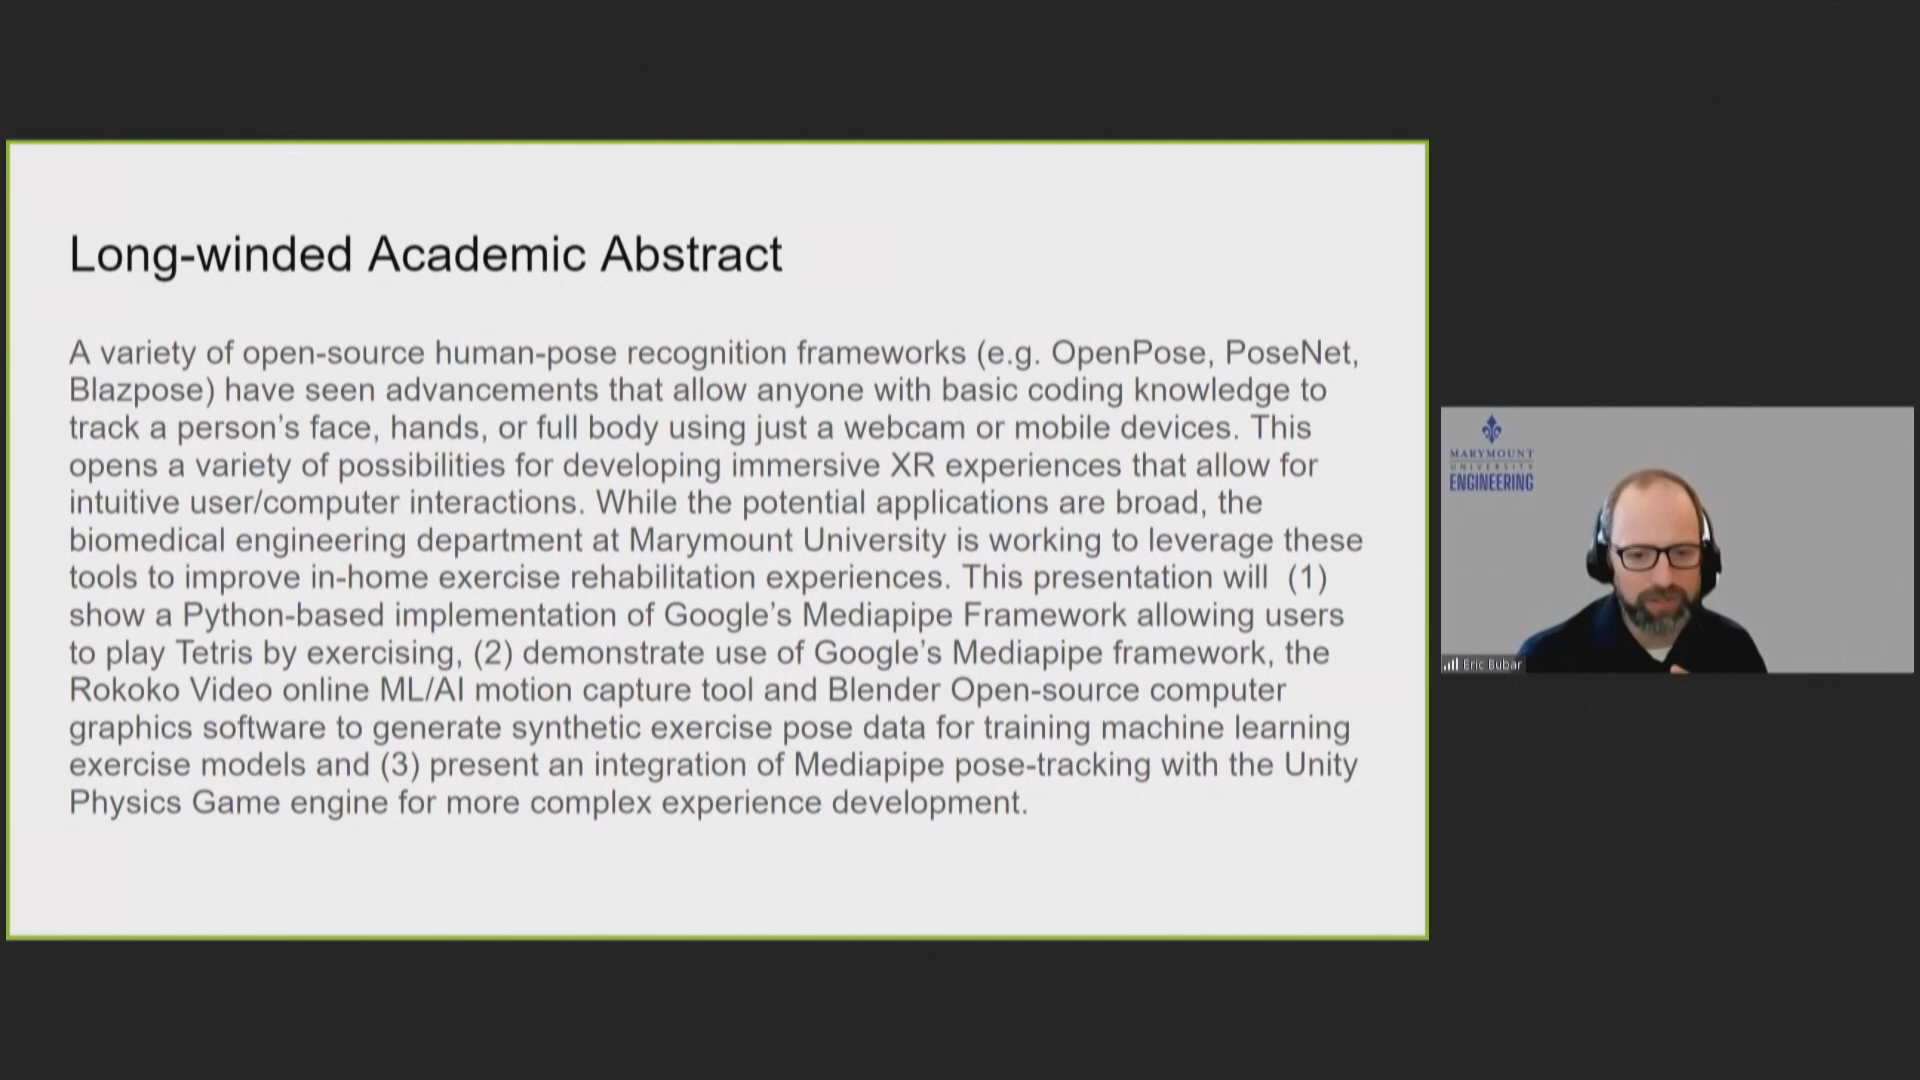 Long-winded Academic Abstract
A variety of open-source human-pose recognition frameworks (e.g. OpenPose, PoseNet,
Blazpose) have seen advancements that allow anyone with basic coding knowledge to
track a person's face, hands, or full body using just a webcam or mobile devices. This
opens a variety of possibilities for developing immersive XR experiences that allow for
intuitive user/computer interactions. While the potential applications are broad, the
biomedical engineering department at Marymount University is working to leverage these
tools to improve in-home exercise rehabilitation experiences. This presentation will (1)
show a Python-based implementation of Google's Mediapipe Framework allowing users
to play Tetris by exercising, (2) demonstrate use of Google's Mediapipe framework, the
Rokoko Video online ML/AI motion capture tool and Blender Open-source computer
graphics software to generate synthetic exercise pose data for training machine learning
exercise models and (3) present an integration of Mediapipe pose-tracking with the Unity
Physics Game engine for more complex experience development.
MARYMOUNT
UNIVERSITY
ENGINEERING
Eric Bubar